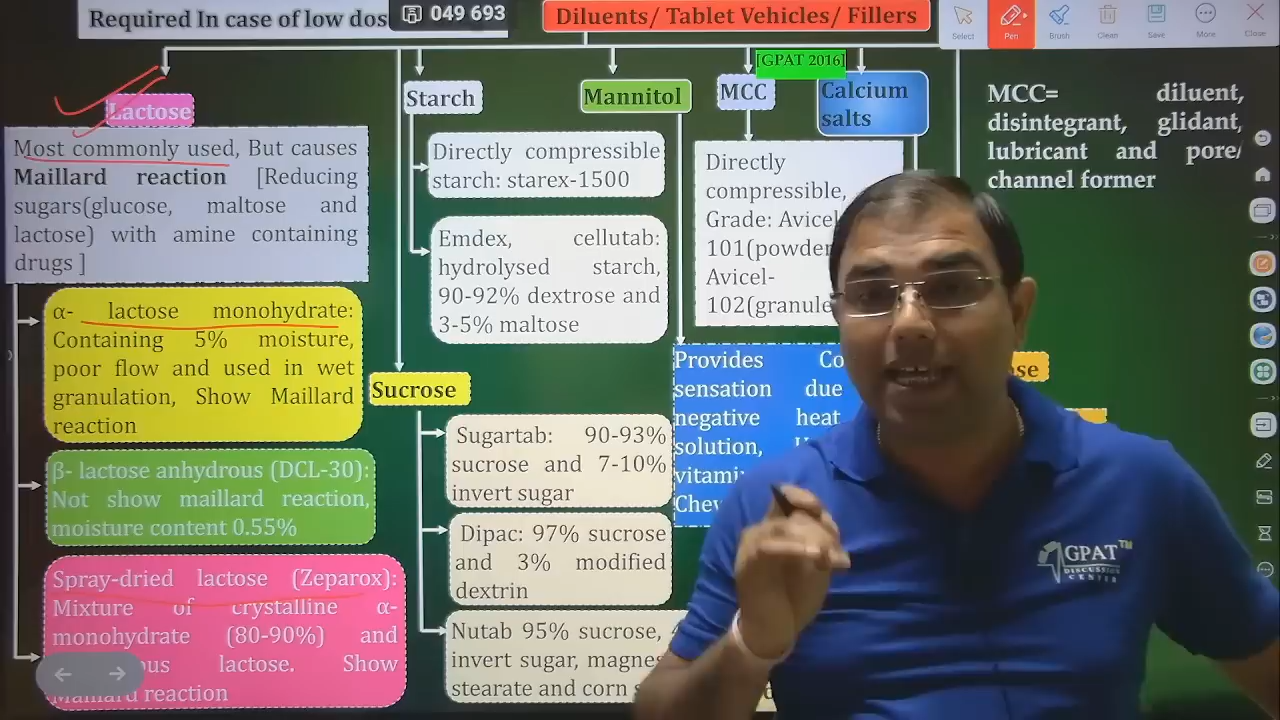 Required In case of low dos
049 693
Diluents/ Tablet Vehicles/ Fillers
Select
Pen
Brush
Clean
Save
More
Close
[GPAT 2016]
Lactose
Starch
Mannitol
MCC
Calcium
salts
MCC= diluent,
disintegrant, glidant,
lubricant and pore/
channel former
Most commonly used, But causes
Maillard reaction [Reducing
sugars(glucose, maltose and
lactose) with amine containing
drugs ]
α- lactose monohydrate:
Containing 5% moisture,
poor flow and used in wet
granulation, Show Maillard
reaction
β- lactose anhydrous (DCL-30):
Not show maillard reaction,
moisture content 0.55%
Spray-dried lactose (Zeparox):
Mixture of crystalline α-
monohydrate (80-90%) and
lactose. Show
Maillard reaction
Directly compressible
starch: starex-1500
Emdex, cellutab:
hydrolysed starch,
90-92% dextrose and
3-5% maltose
Sucrose
Sugartab: 90-93%
sucrose and 7-10%
invert sugar
Dipac: 97% sucrose
and 3% modified
dextrin
Nutab 95% sucrose,
invert sugar,
stearate and corn
Directly
compressible,
Grade: Avicel
101(powder
Avicel-
102(granule
Provides
sensation due
negative heat
solution,
GPAT™
DISCUSSION
CENTER